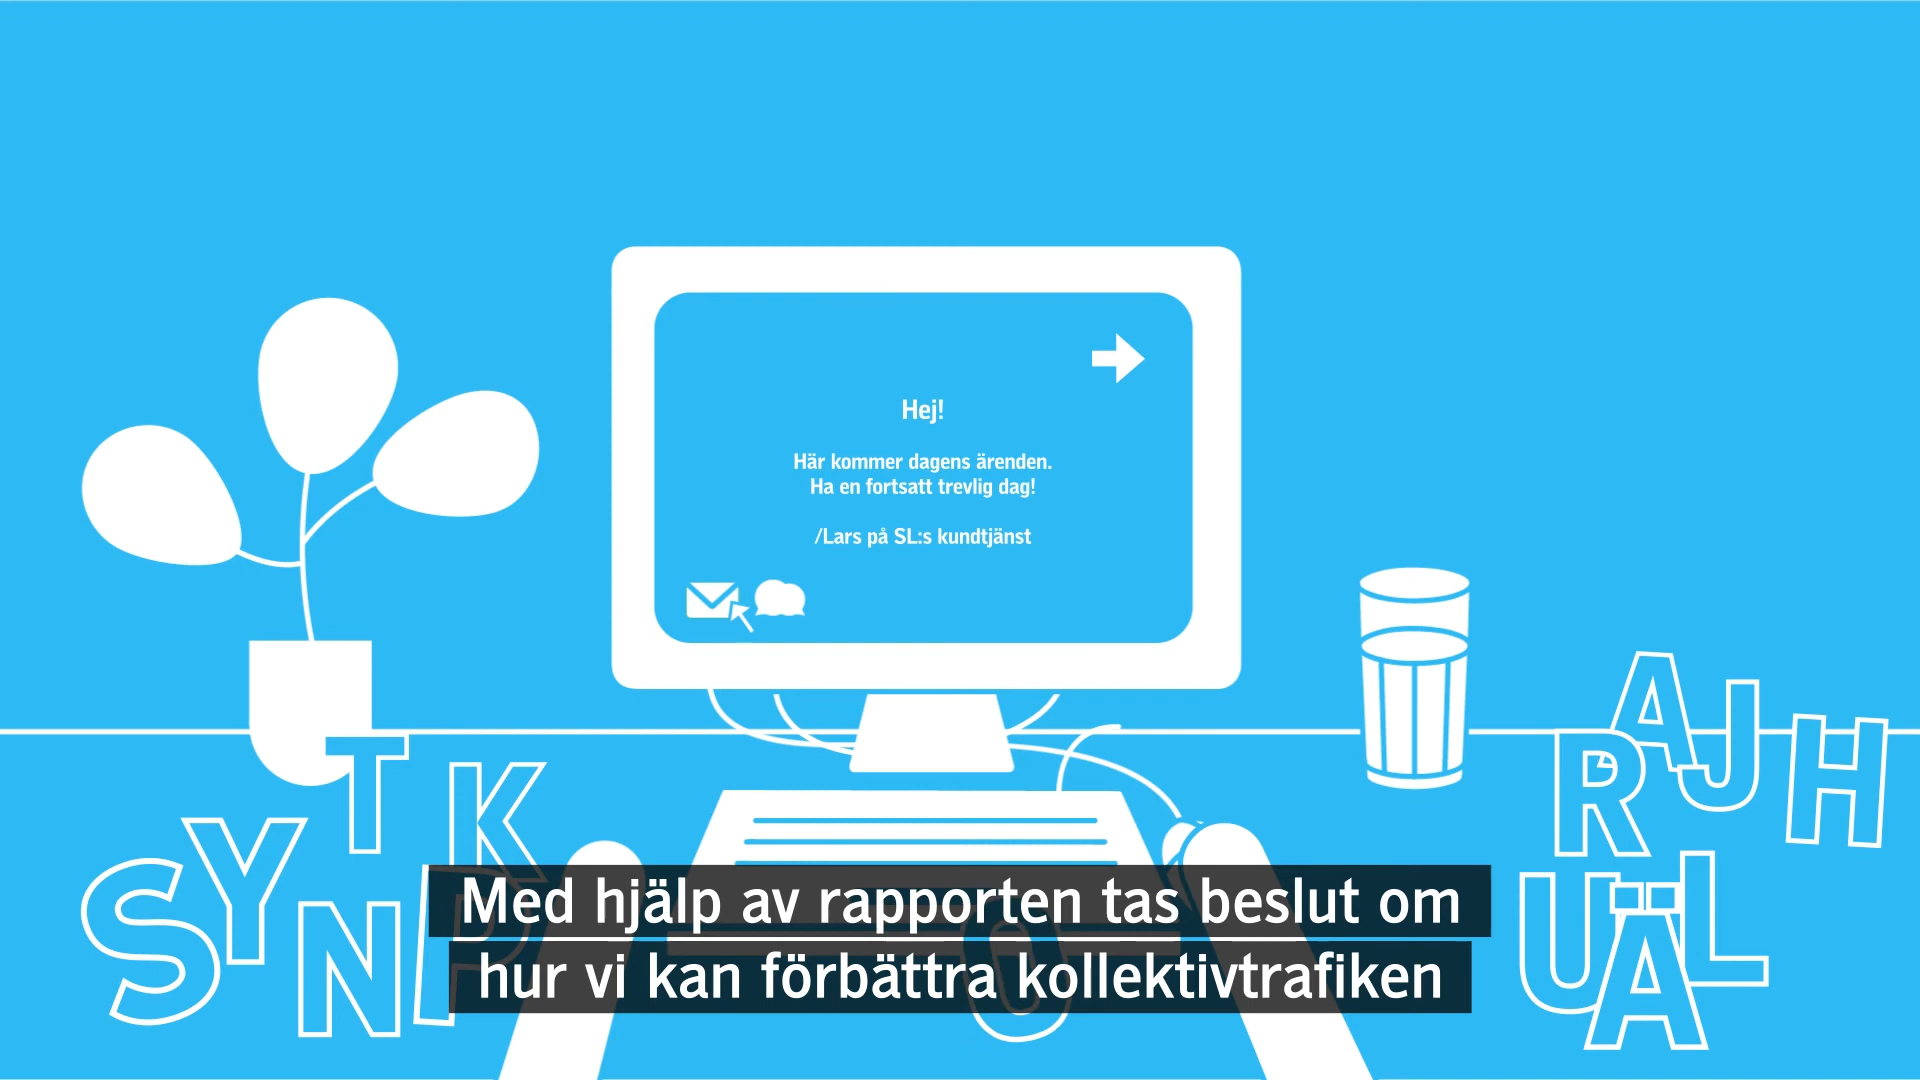 Hej!
Här kommer dagens ärenden.
Ha en fortsatt trevlig dag!
/Lars på SL:s kundtjänst
T
K
S
Y
N
P
O
A
J
H
R
U
Ä
L
Med hjälp av rapporten tas beslut om
hur vi kan förbättra kollektivtrafiken